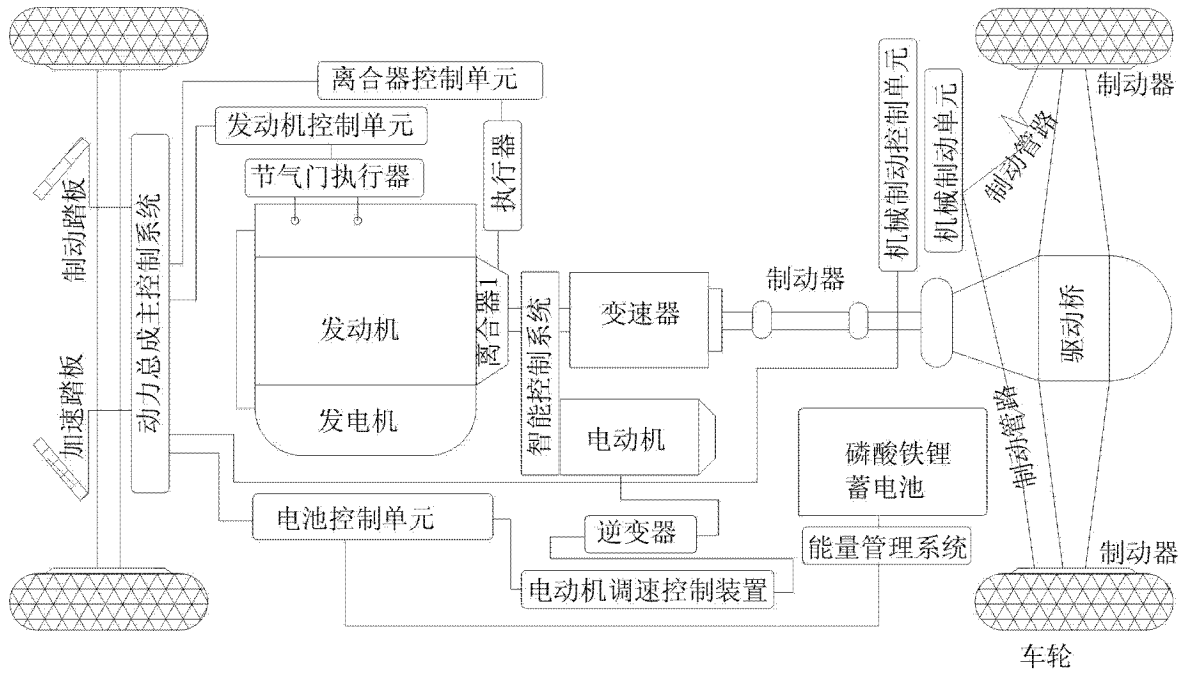 离合器控制单元
发动机控制单元
节气门执行器
执行器
制动踏板
加速踏板
动力总成主控制系统
发动机
发电机
离合器1
智能控制系统
变速器
电动机
制动器
机械制动控制单元
机械制动单元
制动管路
制动器
驱动桥
制动管路
磷酸铁锂
蓄电池
能量管理系统
电池控制单元
逆变器
电动机调速控制装置
制动器
车轮